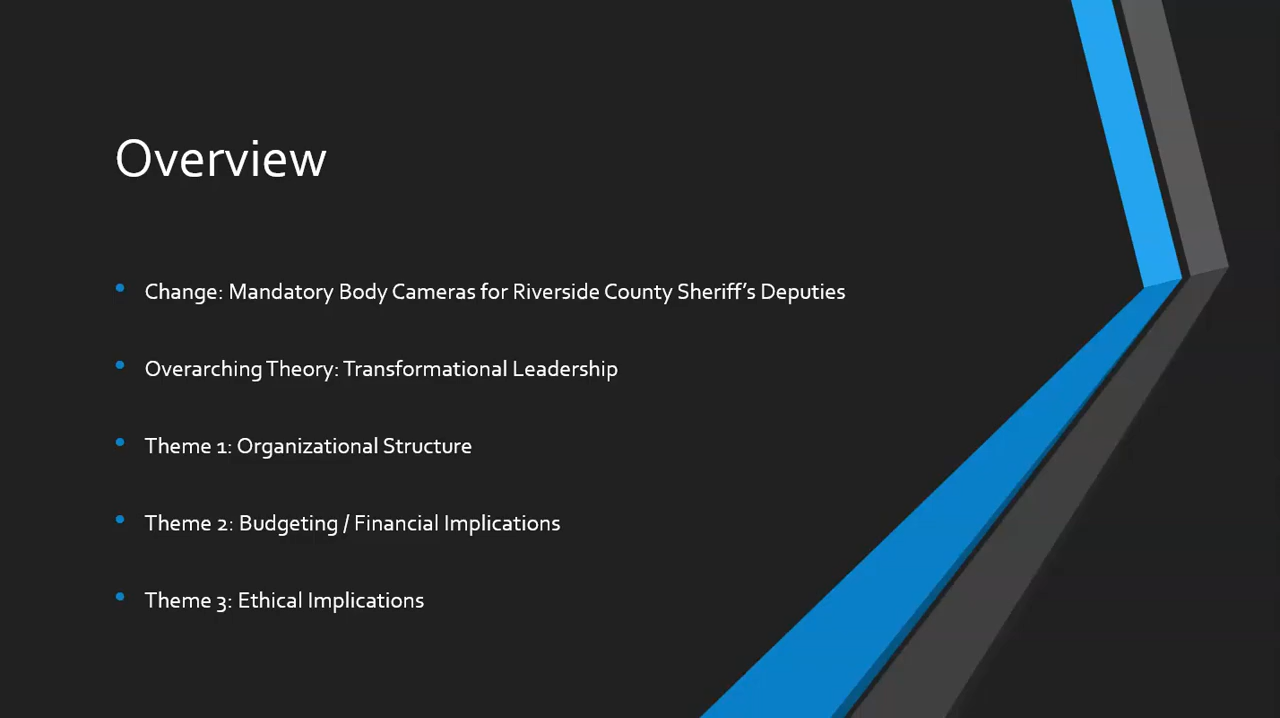 Overview
Change: Mandatory Body Cameras for Riverside County Sheriff’s Deputies
Overarching Theory: Transformational Leadership
Theme 1: Organizational Structure
Theme 2: Budgeting / Financial Implications
Theme 3: Ethical Implications